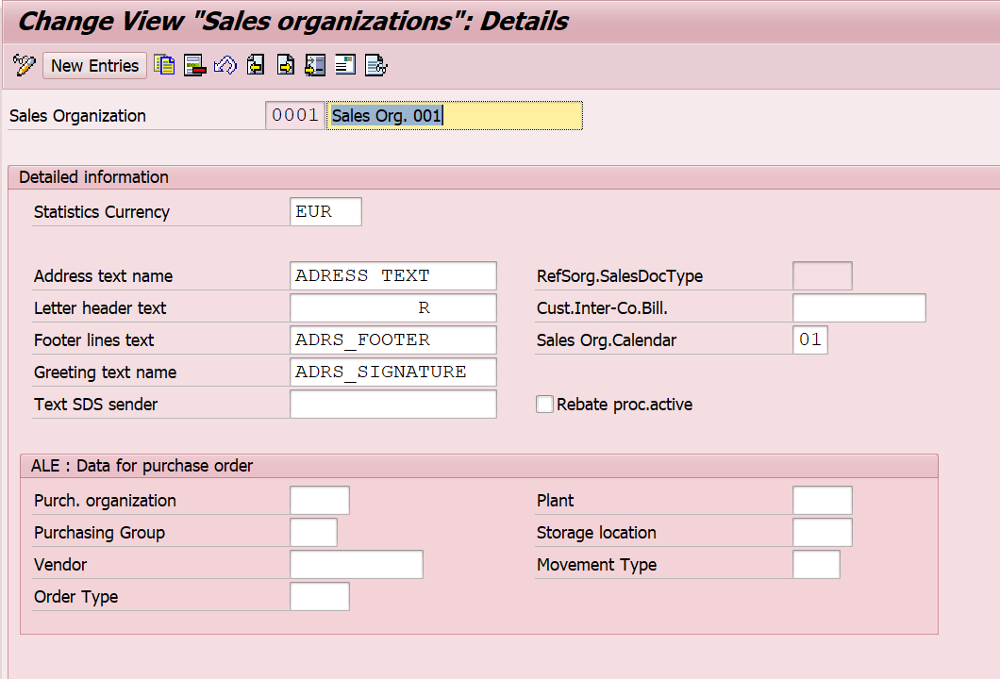 Change View "Sales organizations": Details
New Entries
Sales Organization 0001 Sales Org. 001
Detailed information
Statistics Currency EUR
Address text name ADRESS TEXT RefSorg.SalesDocType
Letter header text R Cust.Inter-Co.Bill.
Footer lines text ADRS_FOOTER Sales Org.Calendar 01
Greeting text name ADRS_SIGNATURE
Text SDS sender Rebate proc.active
ALE : Data for purchase order
Purch. organization Plant
Purchasing Group Storage location
Vendor Movement Type
Order Type